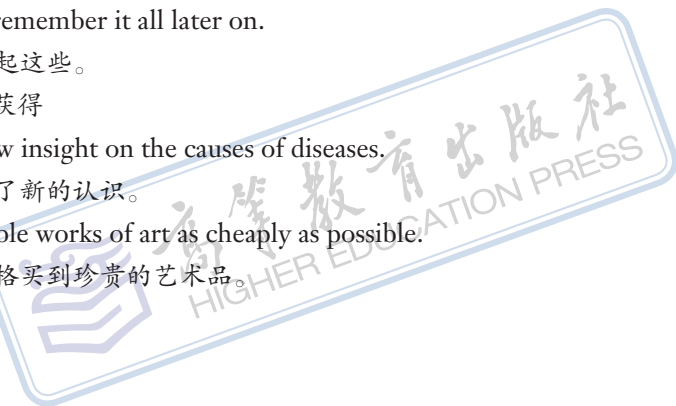 remember it all later on.
起这些。
获得
w insight on the causes of diseases.
了新的认识。
ble works of art as cheaply as possible.
格买到珍贵的艺术品。
高等教育出版社
HIGHER EDUCATION PRESS